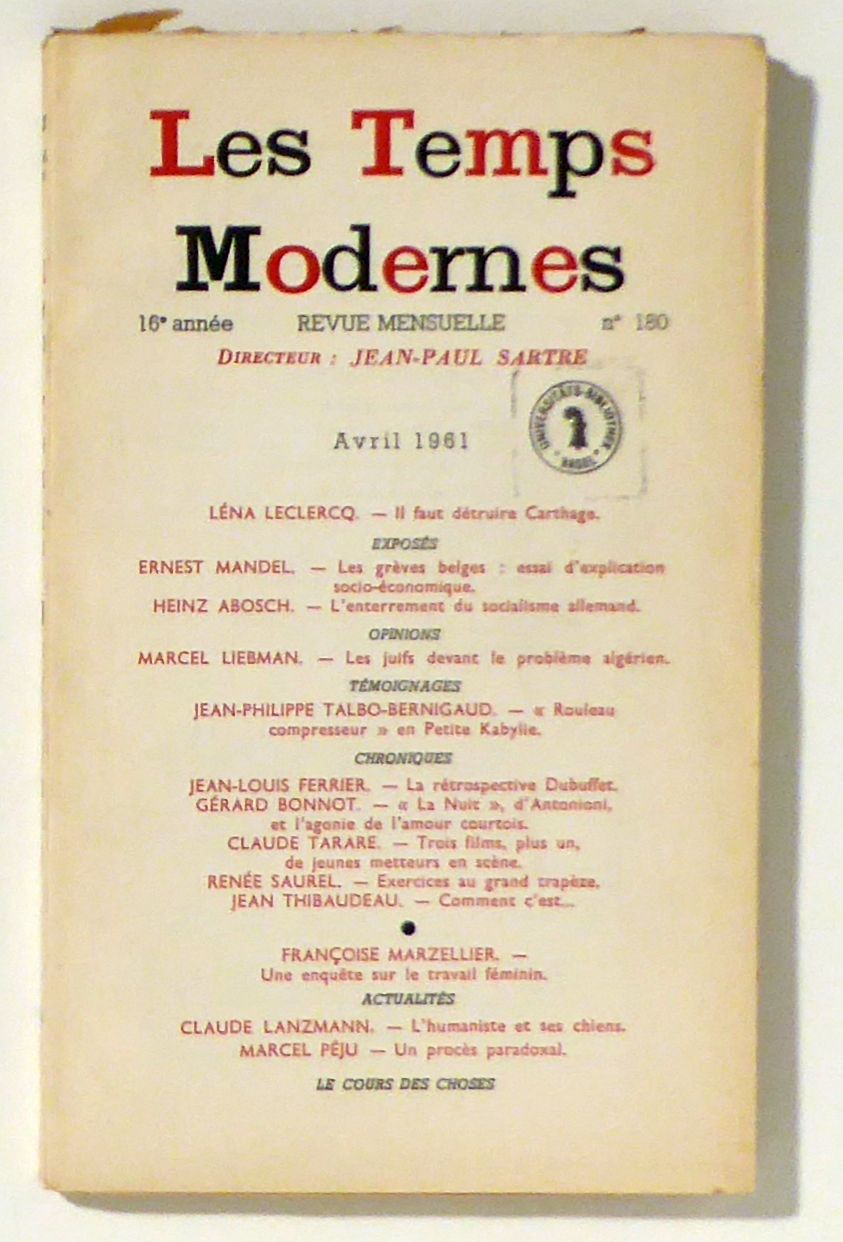 Les Temps
Modernes
16e année REVUE MENSUELLE n° 180
DIRECTEUR : JEAN-PAUL SARTRE
UNIVERSITÄTS-BIBLIOTHEK
BASEL
Avril 1961
LÉNA LECLERCQ. — Il faut détruire Carthage.
EXPOSÉS
ERNEST MANDEL. — Les grèves belges : essai d'explication
socio-économique.
HEINZ ABOSCH. — L'enterrement du socialisme allemand.
OPINIONS
MARCEL LIEBMAN. — Les juifs devant le problème algérien.
TÉMOIGNAGES
JEAN-PHILIPPE TALBO-BERNIGAUD. — « Rouleau
compresseur » en Petite Kabylie.
CHRONIQUES
JEAN-LOUIS FERRIER. — La rétrospective Dubuffet.
GÉRARD BONNOT. — « La Nuit », d'Antonioni,
et l'agonie de l'amour courtois.
CLAUDE TARARE. — Trois films, plus un,
de jeunes metteurs en scène.
RENÉE SAUREL. — Exercices au grand trapèze.
JEAN THIBAUDEAU. — Comment c'est...
FRANÇOISE MARZELLIER. —
Une enquête sur le travail féminin.
ACTUALITÉS
CLAUDE LANZMANN. — L'humaniste et ses chiens.
MARCEL PÉJU — Un procès paradoxal.
LE COURS DES CHOSES